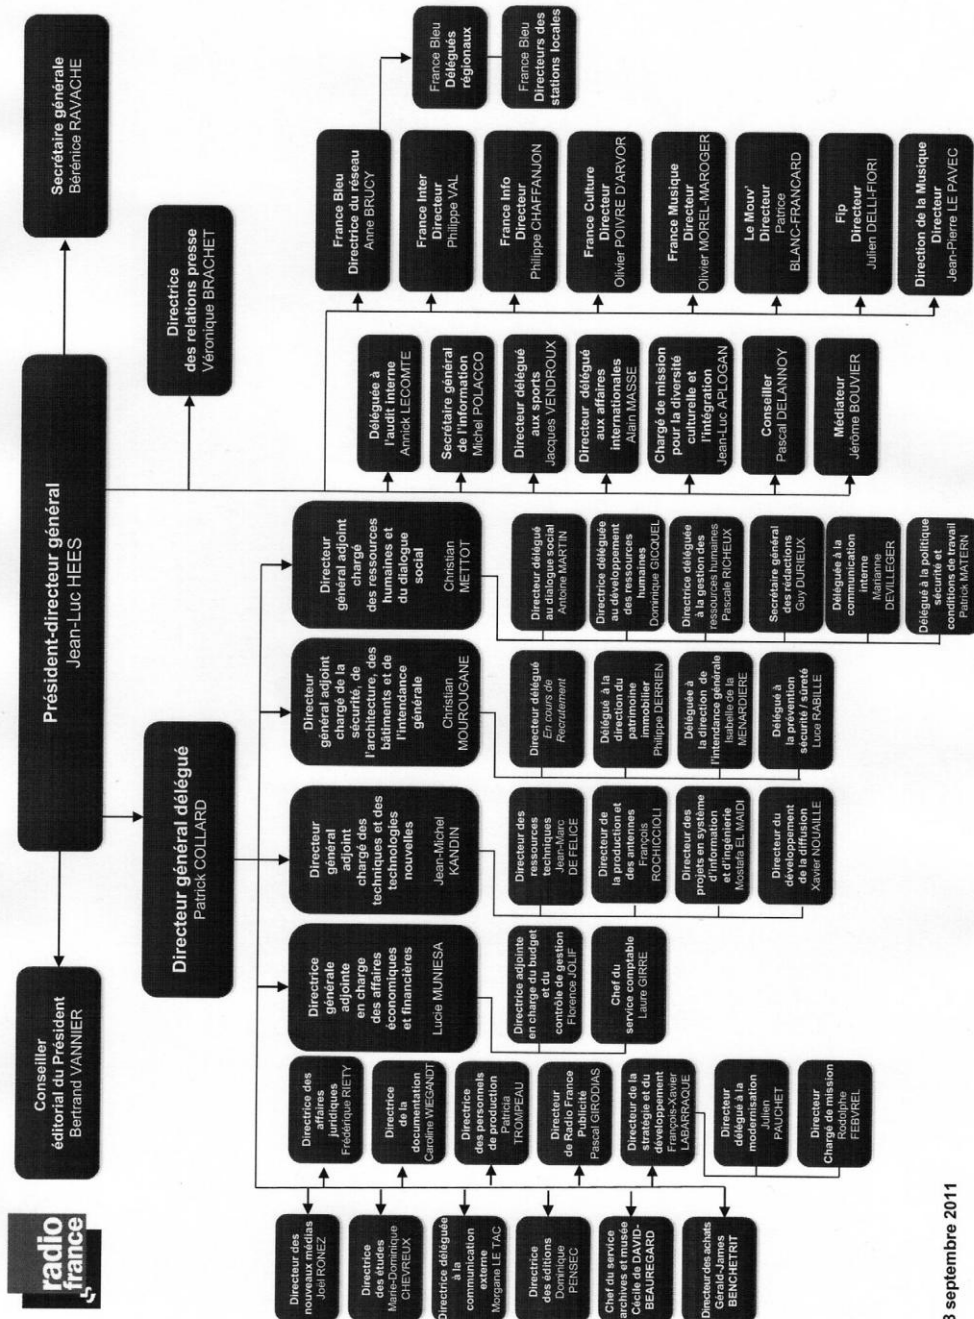 radio
france
Conseiller
éditorial du Président
Bertrand VANNIER
Président-directeur général
Jean-Luc HEES
Secrétaire générale
Bérénice RAVACHE
Directrice
des relations presse
Véronique BRACHET
Directeur général délégué
Patrick COLLARD
Directeur des
nouveaux médias
Joël RONEZ
Directrice
des études
Marie-Dominique
CHEVREUX
Directrice déléguée
à la
communication
externe
Morgane LE TAC
Directrice
des éditions
Dominique
PENSEC
Chef du service
archives et musée
Cécile de DAVID-
BEAUREGARD
Directeur des achats
Gérald-James
BENCHETRIT
Directrice des
affaires
juridiques
Frédérique RIETY
Directrice
de la
documentation
Caroline WEGANDT
Directrice
des personnels
de production
Patricia
TROMPEAU
Directeur
de Radio France
Publicité
Pascal GIRODIAS
Directeur de la
stratégie et du
développement
François-Xavier
LABARRAQUE
Directeur
délégué à la
modernisation
Julien
PAUCHET
Directeur
Chargé de mission
Rodolphe
FEBVREL
Directrice
générale
adjointe
en charge
des affaires
économiques
et financières
Lucie MUNIESA
Directrice adjointe
en charge du budget
et du
contrôle de gestion
Florence JOLIF
Chef du
service comptable
Laure GIRRE
Directeur
général
adjoint
chargé des
techniques et des
technologies
nouvelles
Jean-Michel
KANDIN
Directeur des
ressources
techniques
Jean-Marc
DE FELICE
Directeur de
la production et
des antennes
François
ROCHICCIOLI
Directeur des
projets en système
d'information
et d'ingénierie
Mostafa EL MAIDI
Directeur du
développement
de la diffusion
Xavier NOUAILLE
Directeur
général adjoint
chargé de la
sécurité, de
l'architecture, des
bâtiments et de
l'intendance
générale
Christian
MOUROUGANE
Directeur délégué
En cours de
Recrutement
Délégué à la
direction du
patrimoine
immobilier
Philippe DERRIEN
Déléguée à
la direction de
l'intendance générale
Isabelle de la
MENARDIERE
Délégué à
la prévention
sécurité / sûreté
Luce RABILLE
Directeur
général adjoint
chargé
des ressources
humaines et
du dialogue
social
Christian
METTOT
Directeur délégué
au dialogue social
Antoine MARTIN
Directrice déléguée
au développement
des ressources
humaines
Dominique GICQUEL
Directrice déléguée
à la gestion des
ressources humaines
Pascale RICHEUX
Secrétaire général
des rédactions
Guy DURIEUX
Déléguée à la
communication
interne
Marianne
DEVILLEGER
Délégué à la politique
sécurité et
conditions de travail
Patrick MATERN
Déléguée à
l'audit interne
Annick LECOMTE
Secrétaire général
de l'information
Michel POLACCO
Directeur délégué
aux sports
Jacques VENDROUX
Directeur délégué
aux affaires
internationales
Alain MASSE
Chargé de mission
pour la diversité
culturelle et
l'intégration
Jean-Luc APLOGAN
Conseiller
Pascal DELANNOY
Médiateur
Jérôme BOUVIER
France Bleu
Directrice du réseau
Anne BRUCY
France Inter
Directeur
Philippe VAL
France Info
Directeur
Philippe CHAFFANJON
France Culture
Directeur
Olivier POIVRE D'ARVOR
France Musique
Directeur
Olivier MOREL-MAROGER
Le Mouv'
Directeur
Patrice
BLANC-FRANCARD
Fip
Directeur
Julien DELLI-FIORI
Direction de la Musique
Directeur
Jean-Pierre LE PAVEC
France Bleu
Délégués
régionaux
France Bleu
Directeurs des
stations locales
3 septembre 2011